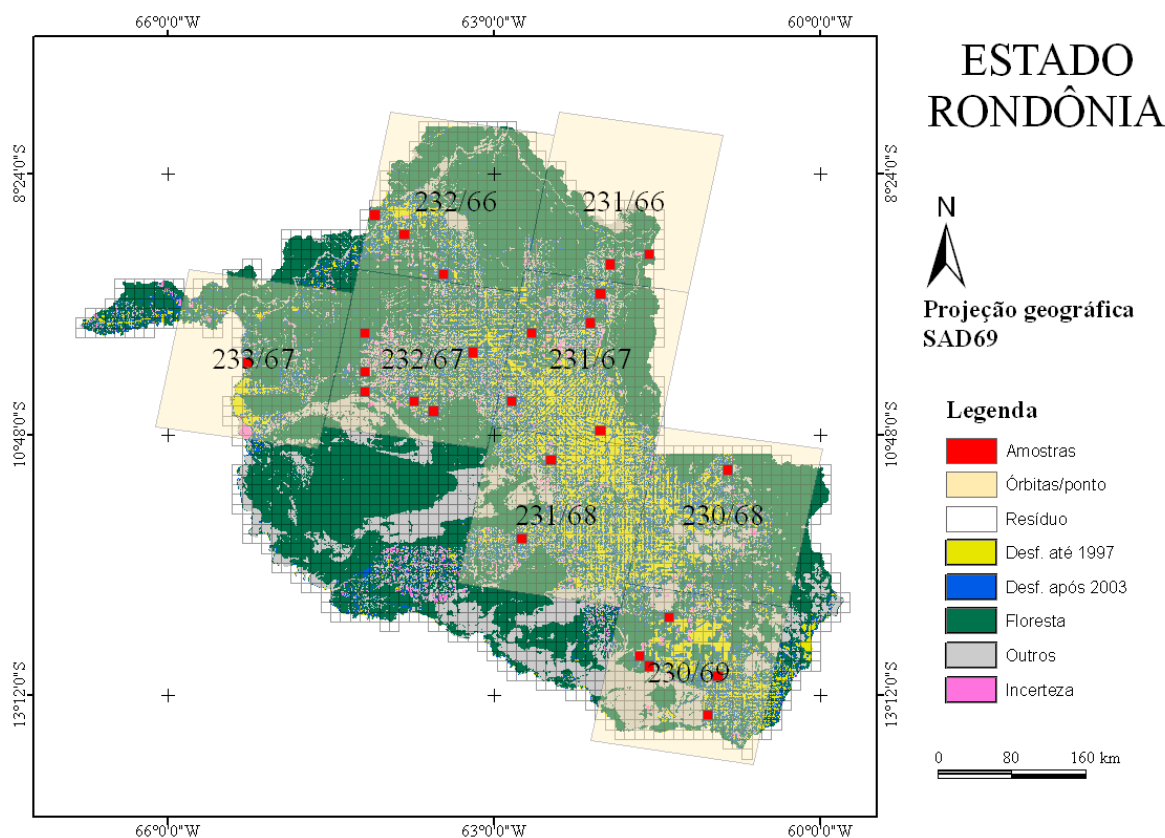 66°0'0"W
63°0'0"W
60°0'0"W
8°24'0"S
10°48'0"S
13°12'0"S
232/66
231/66
233/67
232/67
231/67
231/68
230/68
230/69
8°24'0"S
10°48'0"S
13°12'0"S
66°0'0"W
63°0'0"W
60°0'0"W
ESTADO
RONDÔNIA
N
Projeção geográfica
SAD69
Legenda
Amostras
Órbitas/ponto
Resíduo
Desf. até 1997
Desf. após 2003
Floresta
Outros
Incerteza
0 80 160 km